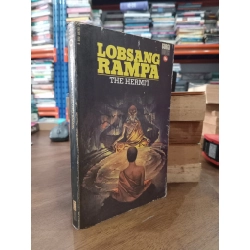 LOBSANG
RAMPA
THE HERMIT